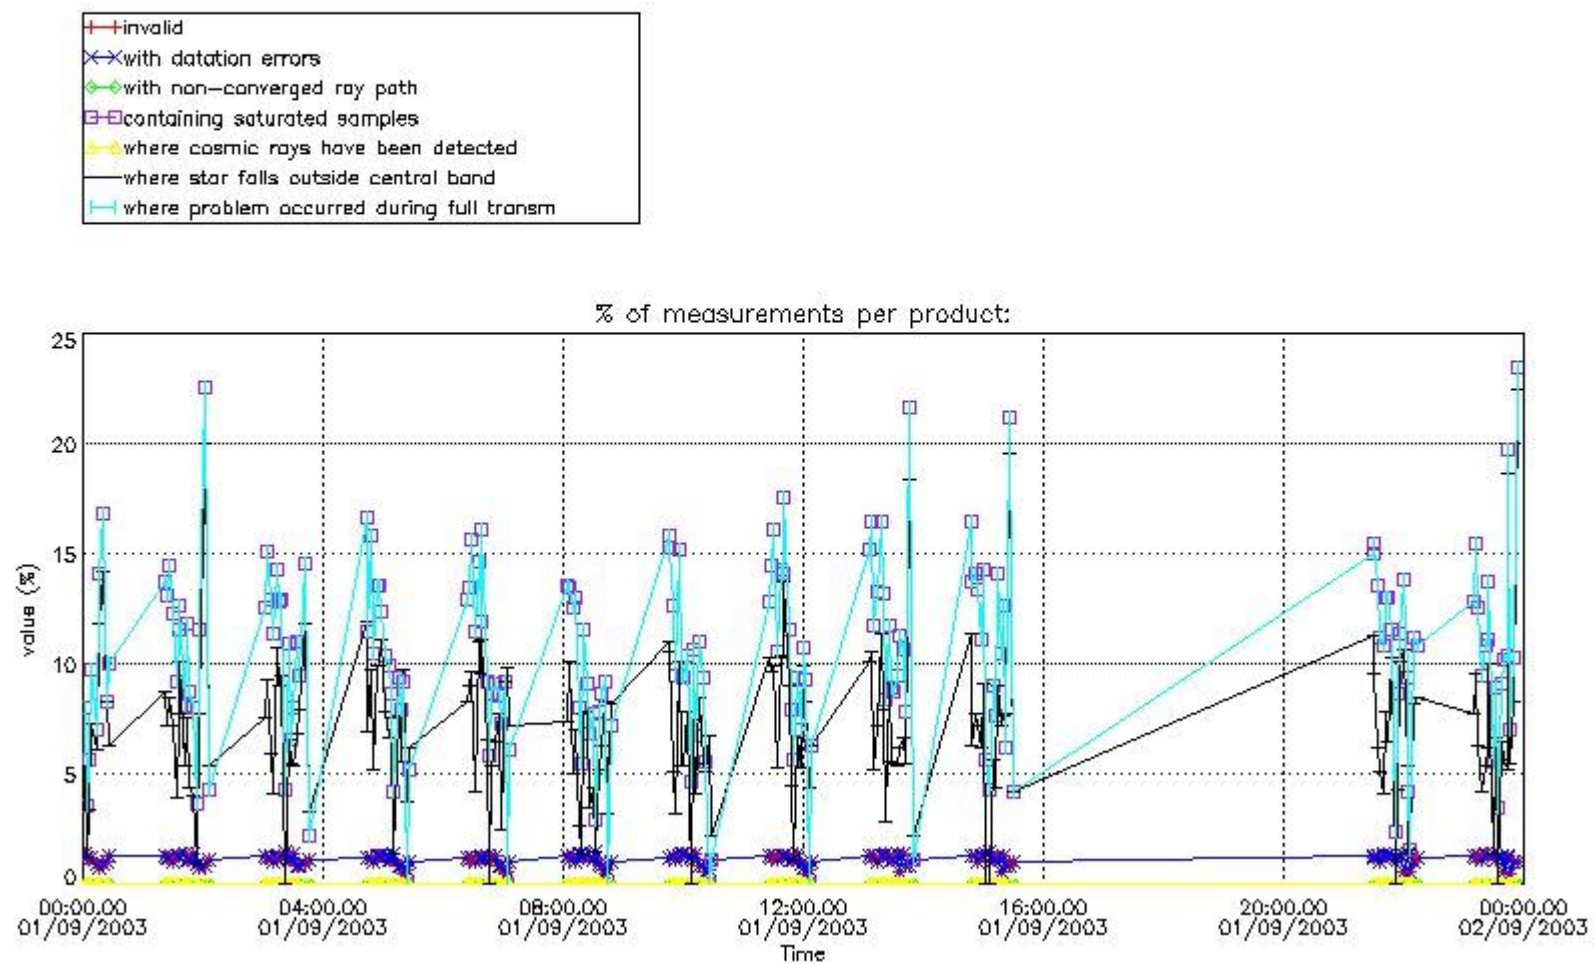 invalid
with datation errors
with non-converged ray path
containing saturated samples
where cosmic rays have been detected
where star falls outside central band
where problem occurred during full transm
% of measurements per product:
25
20
15
10
5
0
value (%)
00:00:00 04:00:00 08:00:00 12:00:00 16:00:00 20:00:00 00:00:00
01/09/2003 01/09/2003 01/09/2003 01/09/2003 01/09/2003 01/09/2003 02/09/2003
Time